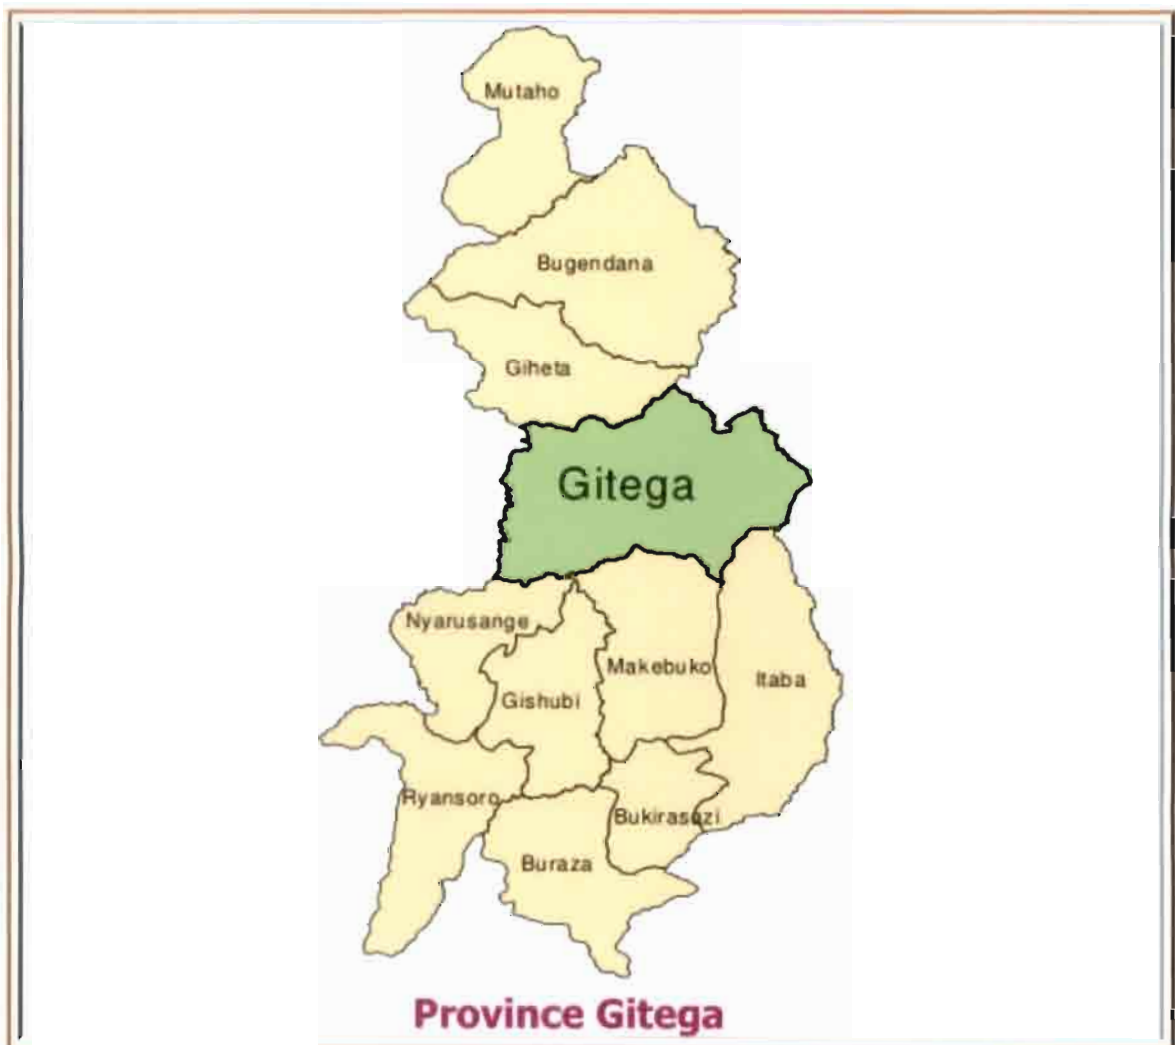 Mutaho
Bugendana
Giheta
Gitega
Nyarusange
Makebuko
Itaba
Gishubi
Ryansoro
Bukirasazi
Buraza
Province Gitega